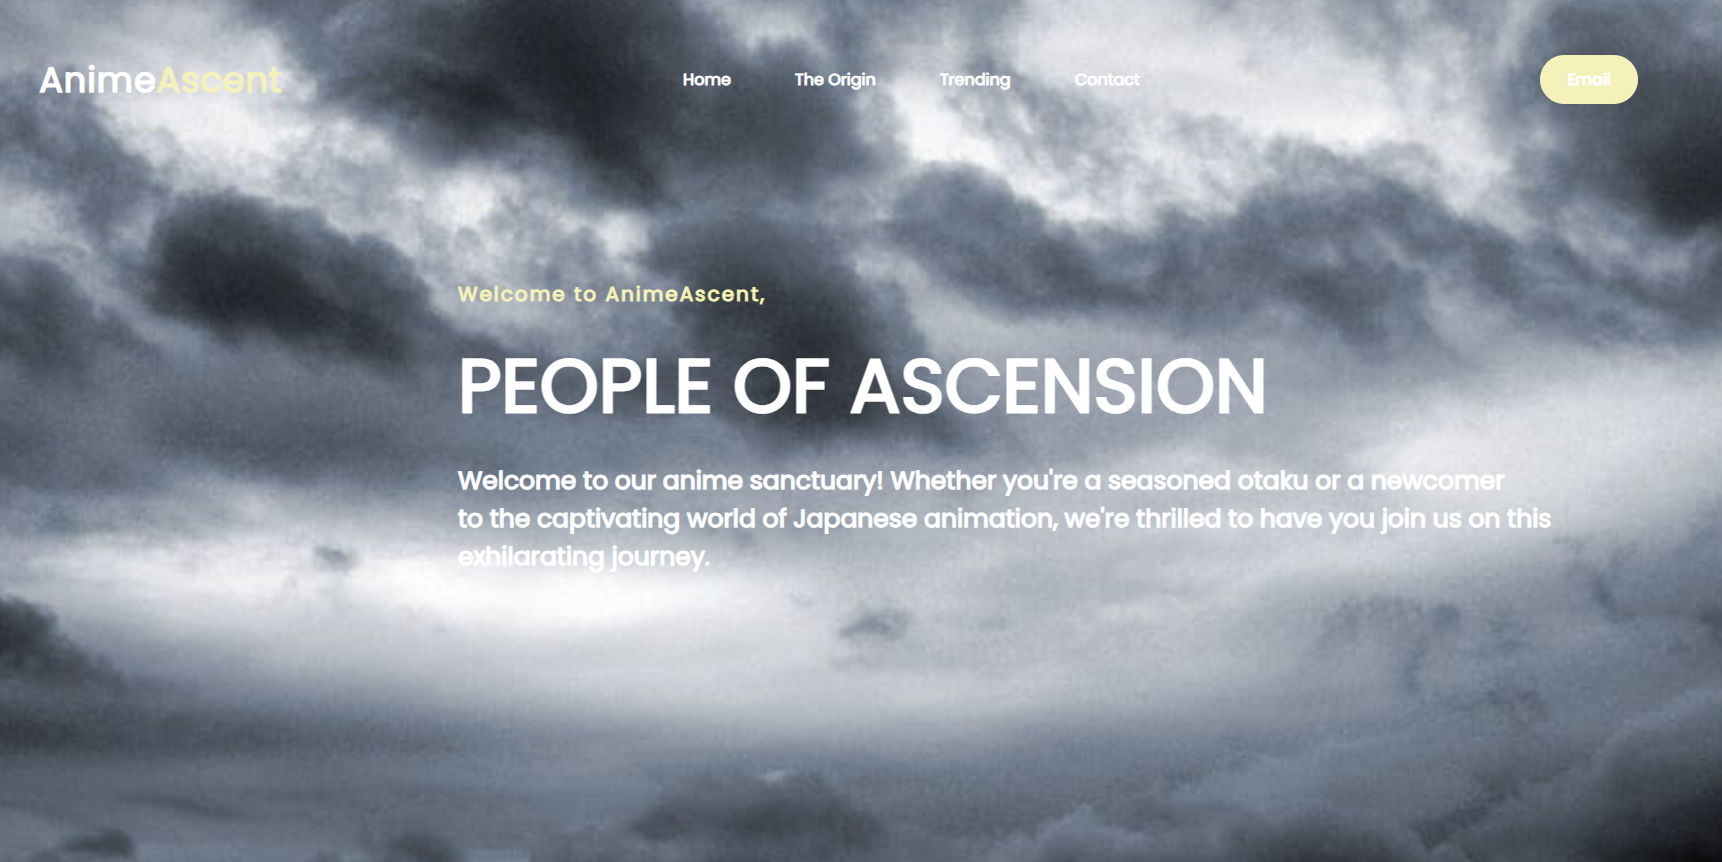 AnimeAscent
Home The Origin Trending Contact
Email
Welcome to AnimeAscent,
PEOPLE OF ASCENSION
Welcome to our anime sanctuary! Whether you're a seasoned otaku or a newcomer
to the captivating world of Japanese animation, we're thrilled to have you join us on this
exhilarating journey.